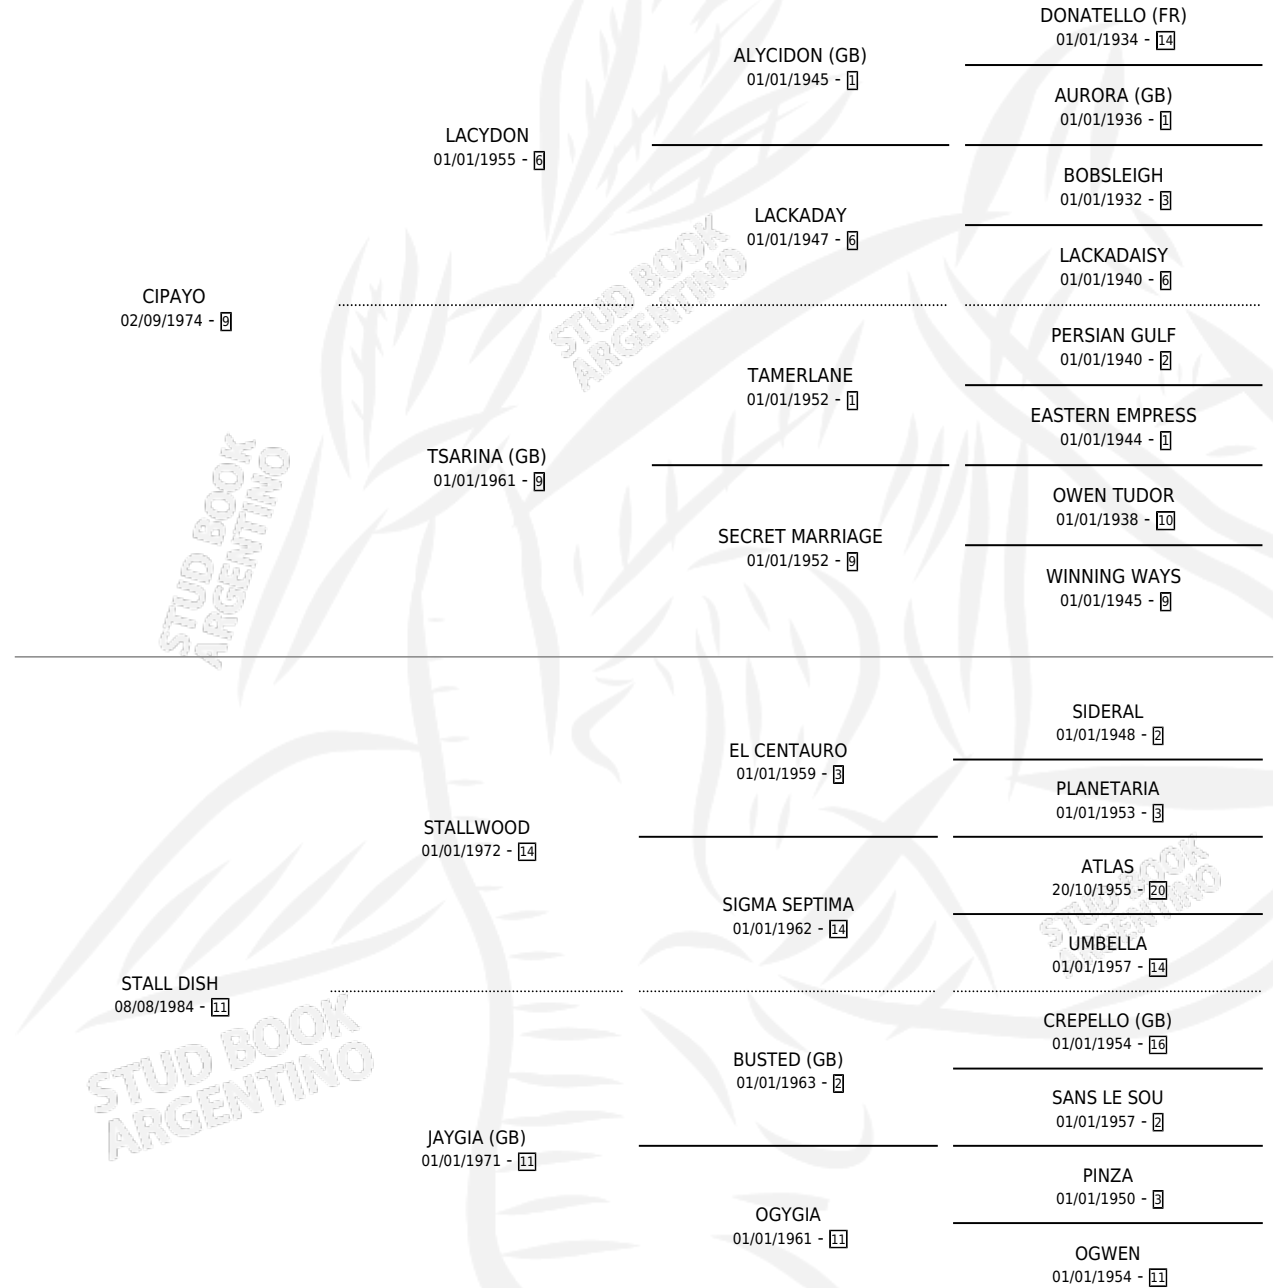 DONATELLO (FR)
01/01/1934 - 14
ALYCIDON (GB)
01/01/1945 - 1
AURORA (GB)
01/01/1936 - 1
LACYDON
01/01/1955 - 6
BOBSLEIGH
01/01/1932 - 3
LACKADAY
01/01/1947 - 6
LACKADAISY
01/01/1940 - 6
CIPAYO
02/09/1974 - 9
PERSIAN GULF
01/01/1940 - 2
TAMERLANE
01/01/1952 - 1
EASTERN EMPRESS
01/01/1944 - 1
TSARINA (GB)
01/01/1961 - 9
OWEN TUDOR
01/01/1938 - 10
SECRET MARRIAGE
01/01/1952 - 9
WINNING WAYS
01/01/1945 - 9
STUD BOOK
ARGENTINO
STUD BOOK
ARGENTINO
SIDERAL
01/01/1948 - 2
EL CENTAURO
01/01/1959 - 3
PLANETARIA
01/01/1953 - 3
STALLWOOD
01/01/1972 - 14
ATLAS
20/10/1955 - 20
SIGMA SEPTIMA
01/01/1962 - 14
UMBELLA
01/01/1957 - 14
STALL DISH
08/08/1984 - 11
CREPELLO (GB)
01/01/1954 - 16
BUSTED (GB)
01/01/1963 - 2
SANS LE SOU
01/01/1957 - 2
JAYGIA (GB)
01/01/1971 - 11
PINZA
01/01/1950 - 3
OGYGIA
01/01/1961 - 11
OGWEN
01/01/1954 - 11
STUD BOOK
ARGENTINO
STUD BOOK
ARGENTINO